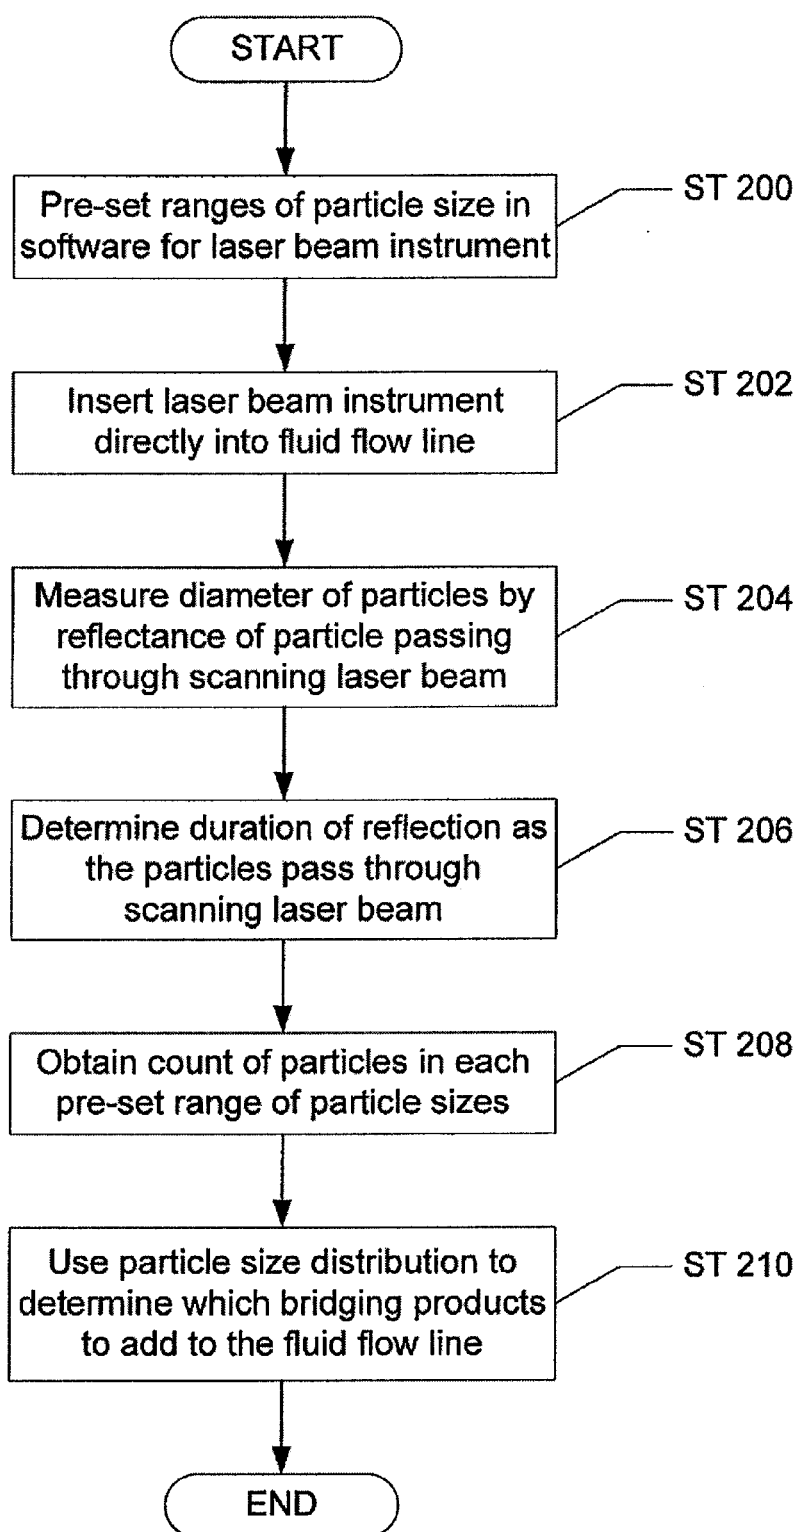 START
Pre-set ranges of particle size in
software for laser beam instrument
ST 200
Insert laser beam instrument
directly into fluid flow line
ST 202
Measure diameter of particles by
reflectance of particle passing
through scanning laser beam
ST 204
Determine duration of reflection as
the particles pass through
scanning laser beam
ST 206
Obtain count of particles in each
pre-set range of particle sizes
ST 208
Use particle size distribution to
determine which bridging products
to add to the fluid flow line
ST 210
END